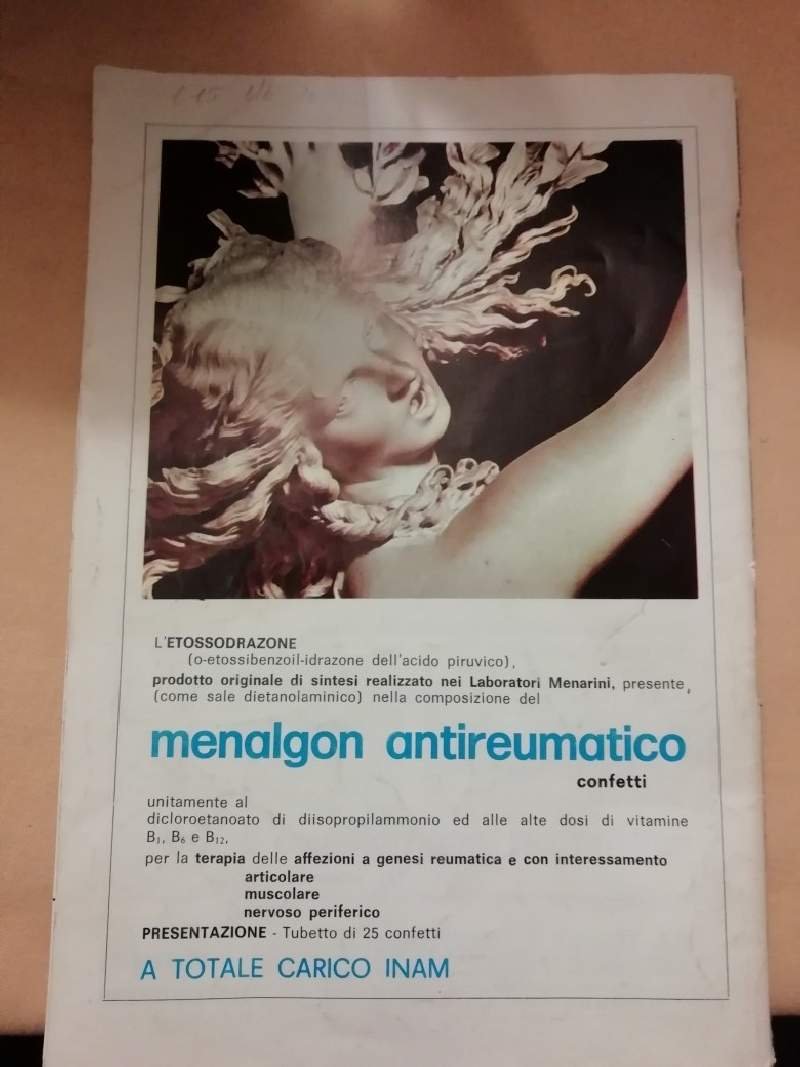 L'ETOSSODRAZONE
(o-etossibenzoil-idrazone dell'acido piruvico),
prodotto originale di sintesi realizzato nei Laboratori Menarini, presente,
(come sale dietanolaminico) nella composizione del
menalgon antireumatico
confetti
unitamente al
dicloroetanoato di diisopropilammonio ed alle alte dosi di vitamine
B₁, B₆ e B₁₂,
per la terapia delle affezioni a genesi reumatica e con interessamento
articolare
muscolare
nervoso periferico
PRESENTAZIONE - Tubetto di 25 confetti
A TOTALE CARICO INAM